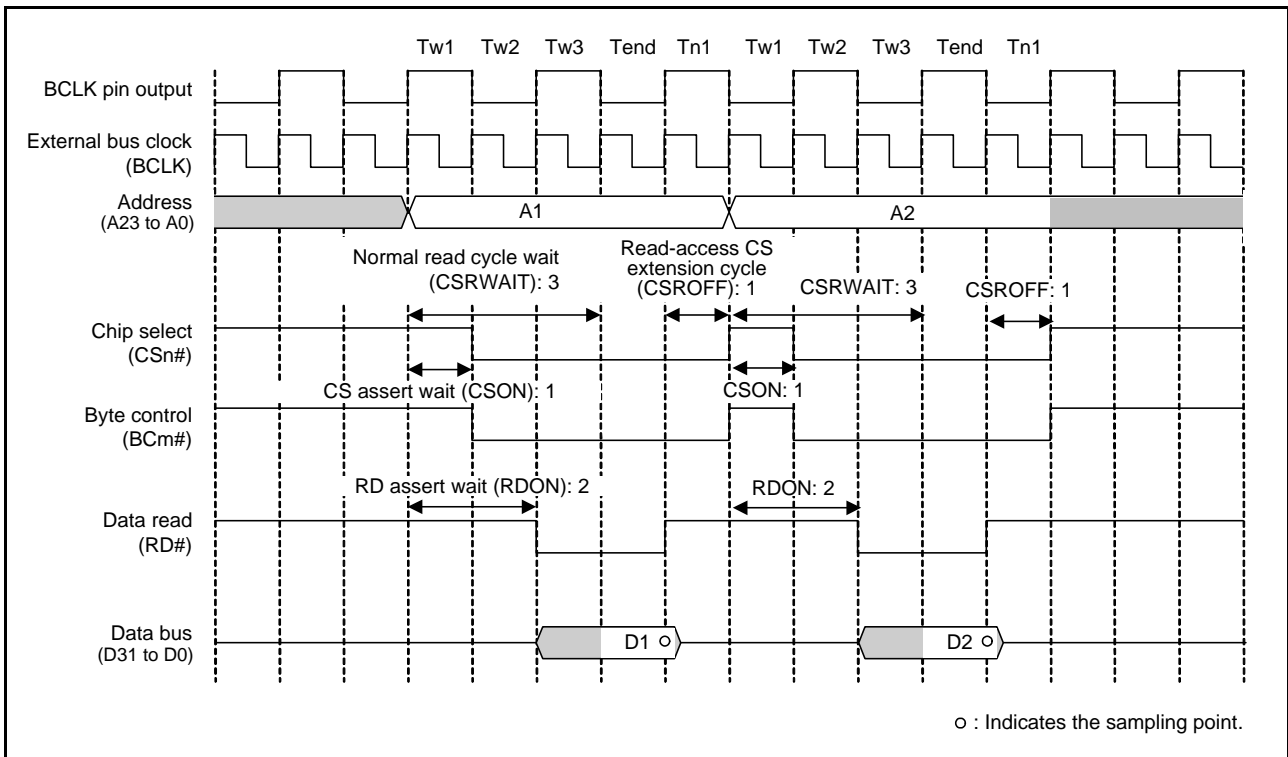 Tw1 Tw2 Tw3 Tend Tn1 Tw1 Tw2 Tw3 Tend Tn1
BCLK pin output
External bus clock
(BCLK)
Address
(A23 to A0)
A1
A2
Normal read cycle wait
(CSRWAIT): 3
Read-access CS
extension cycle
(CSROFF): 1
CSRWAIT: 3
CSROFF: 1
Chip select
(CSn#)
CS assert wait (CSON): 1
CSON: 1
Byte control
(BCm#)
RD assert wait (RDON): 2
RDON: 2
Data read
(RD#)
Data bus
(D31 to D0)
D1
D2
: Indicates the sampling point.